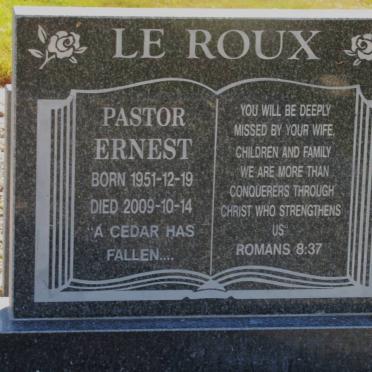 LE ROUX
PASTOR
ERNEST
BORN 1951-12-19
DIED 2009-10-14
"A CEDAR HAS
FALLEN....
YOU WILL BE DEEPLY
MISSED BY YOUR WIFE,
CHILDREN AND FAMILY
WE ARE MORE THAN
CONQUERERS THROUGH
CHRIST WHO STRENGTHENS
US"
ROMANS 8:37